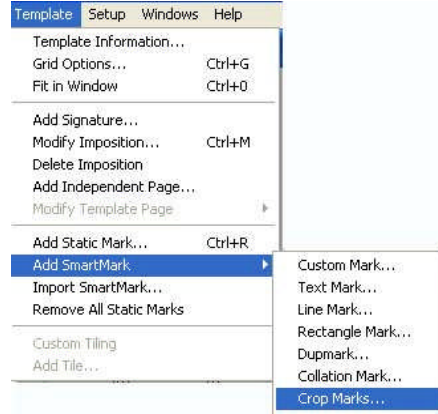 Template Setup Windows Help
Template Information...
Grid Options... Ctrl+G
Fit in Window Ctrl+0
Add Signature...
Modify Imposition... Ctrl+M
Delete Imposition
Add Independent Page...
Modify Template Page
Add Static Mark... Ctrl+R
Add SmartMark
Import SmartMark...
Remove All Static Marks
Custom Tiling
Add Tile...
Custom Mark...
Text Mark...
Line Mark...
Rectangle Mark...
Dupmark...
Collation Mark...
Crop Marks...